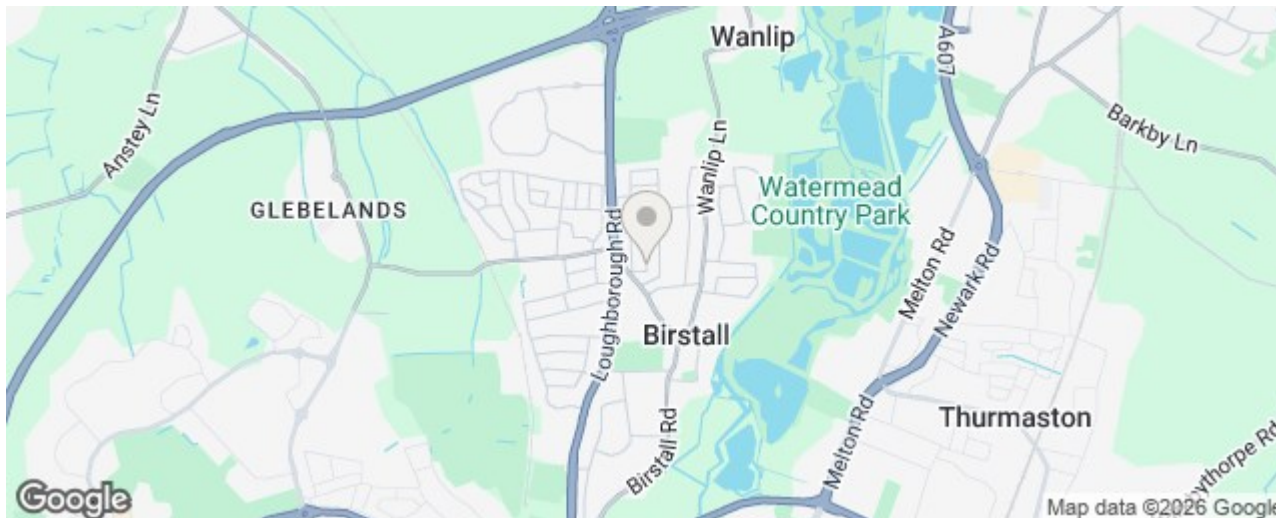 Wanlip
A607
Anstey Ln
Barkby Ln
Wanlip Ln
GLEBELANDS
Watermead
Country Park
Loughborough Rd
Melton Rd
Newark Rd
Birstall
Birstall Rd
Melton Rd
Thurmaston
Google
Map data ©2026 Google